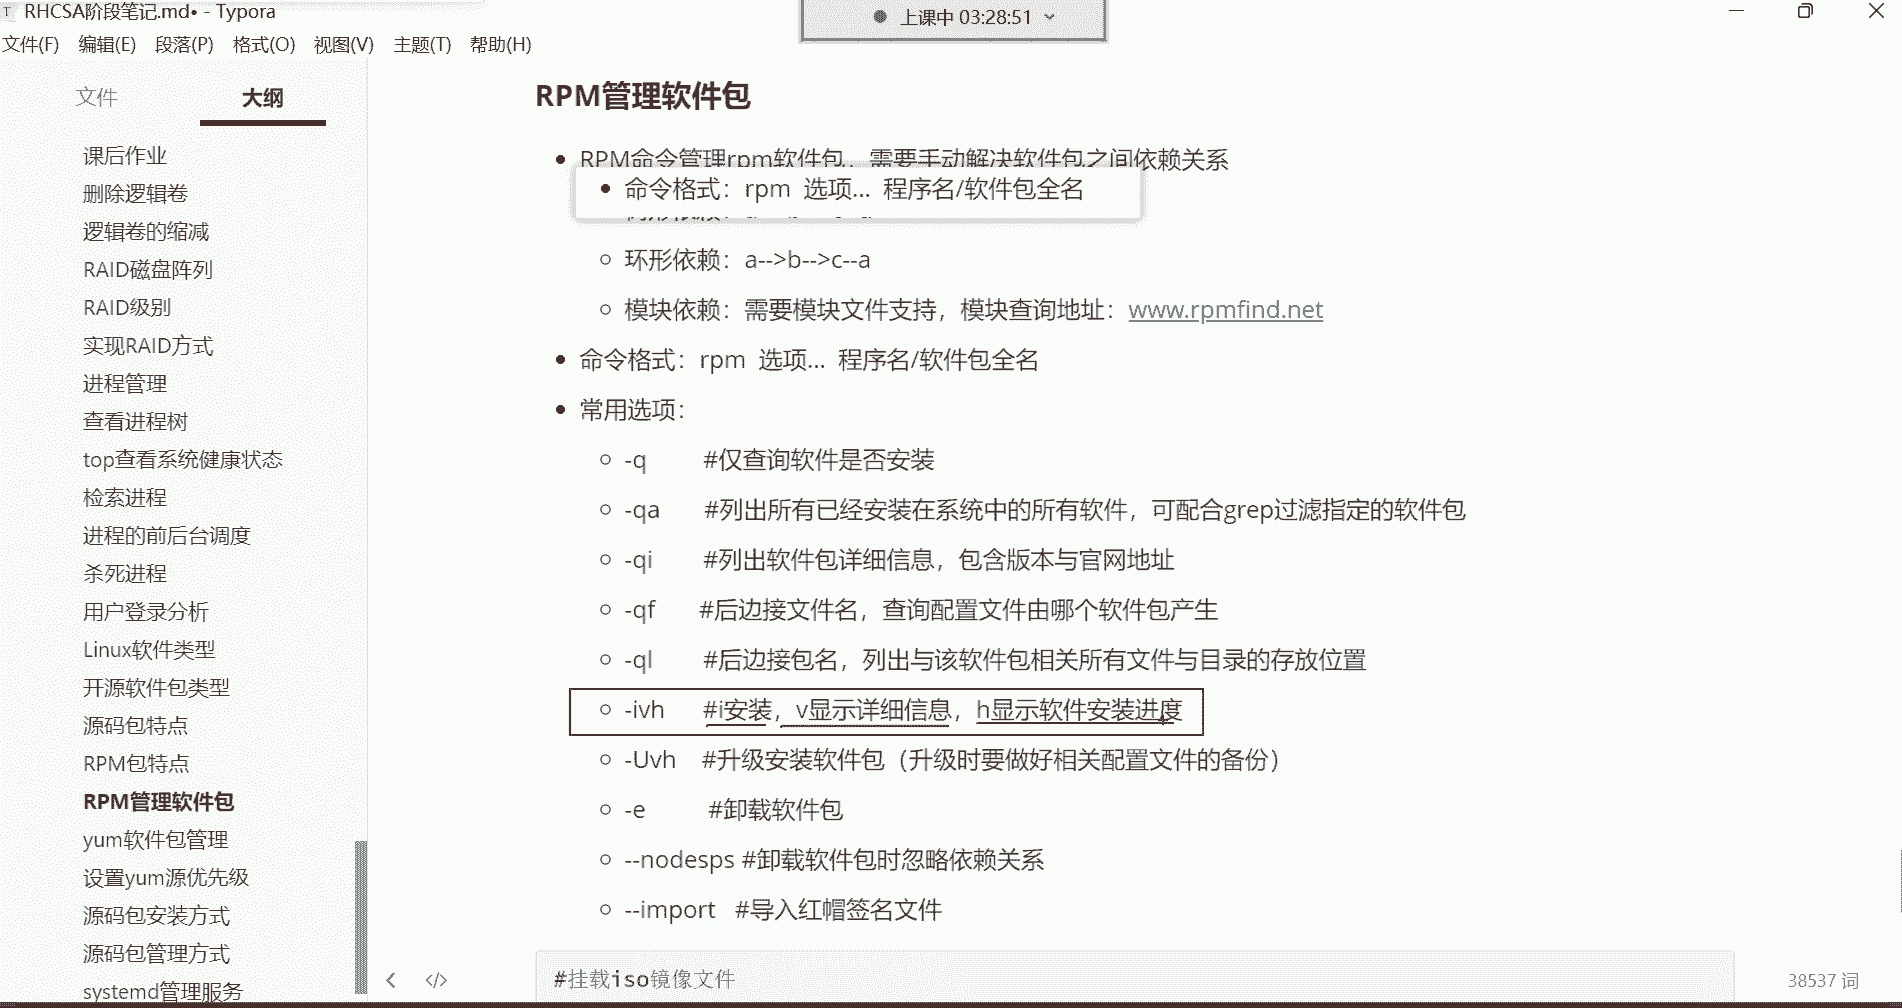 RHCSA阶段笔记.md• - Typora
上课中 03:28:51
文件(F) 编辑(E) 段落(P) 格式(O) 视图(V) 主题(T) 帮助(H)
文件 大纲
课后作业
删除逻辑卷
逻辑卷的缩减
RAID磁盘阵列
RAID级别
实现RAID方式
进程管理
查看进程树
top查看系统健康状态
检索进程
进程的前后台调度
杀死进程
用户登录分析
Linux软件类型
开源软件包类型
源码包特点
RPM包特点
RPM管理软件包
yum软件包管理
设置yum源优先级
源码包安装方式
源码包管理方式
systemd管理服务
RPM管理软件包
RPM命令管理rpm软件包，需要手动解决软件包之间依赖关系
命令格式：rpm 选项... 程序名/软件包全名
环形依赖：a-->b-->c--a
模块依赖：需要模块文件支持，模块查询地址：www.rpmfind.net
命令格式：rpm 选项... 程序名/软件包全名
常用选项：
-q #仅查询软件是否安装
-qa #列出所有已经安装在系统中的所有软件，可配合grep过滤指定的软件包
-qi #列出软件包详细信息，包含版本与官网地址
-qf #后边接文件名，查询配置文件由哪个软件包产生
-ql #后边接包名，列出与该软件包相关所有文件与目录的存放位置
-ivh #i安装，v显示详细信息，h显示软件安装进度
-Uvh #升级安装软件包（升级时要做好相关配置文件的备份）
-e #卸载软件包
--nodesps #卸载软件包时忽略依赖关系
--import #导入红帽签名文件
#挂载iso镜像文件
38537 词